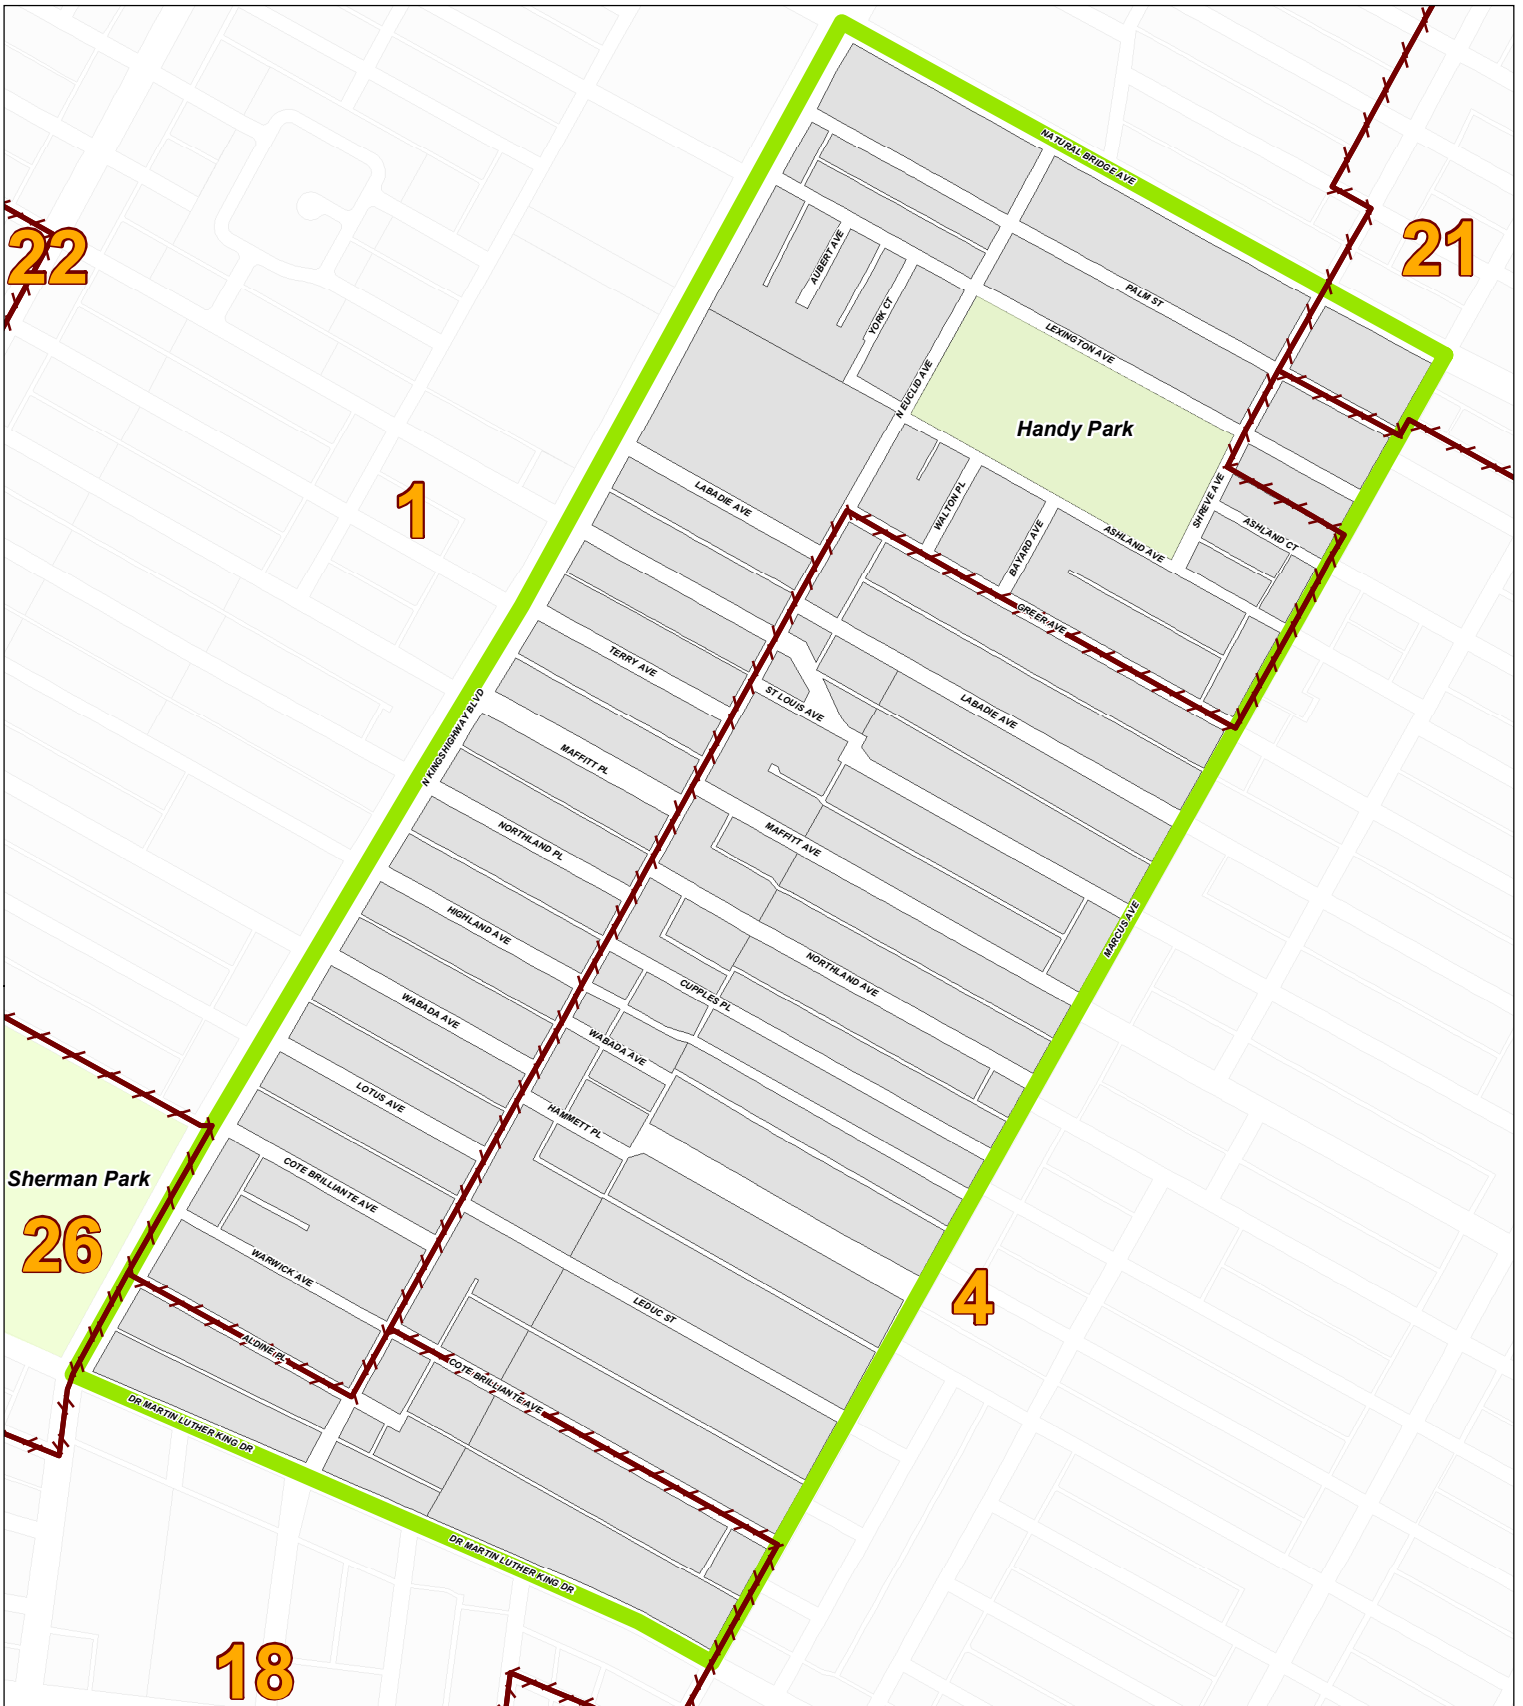 NATURAL BRIDGE AVE
21
22
AUBERT AVE
YORK CT
PALM ST
LEXINGTON AVE
N EUCLID AVE
Handy Park
1
LABADIE AVE
WALTON PL
BAYARD AVE
SHREVE AVE
ASHLAND AVE
ASHLAND CT
GREER AVE
TERRY AVE
ST LOUIS AVE
LABADIE AVE
N KINGSHIGHWAY BLVD
MAFFITT PL
NORTHLAND PL
MAFFITT AVE
HIGHLAND AVE
MARCUS AVE
NORTHLAND AVE
CUPPLES PL
WABADA AVE
WABADA AVE
LOTUS AVE
HAMMETT PL
Sherman Park
COTE BRILLIANTE AVE
26
WARWICK AVE
4
LEDUC ST
ALDINE PL
COTE BRILLIANTE AVE
DR MARTIN LUTHER KING DR
DR MARTIN LUTHER KING DR
18